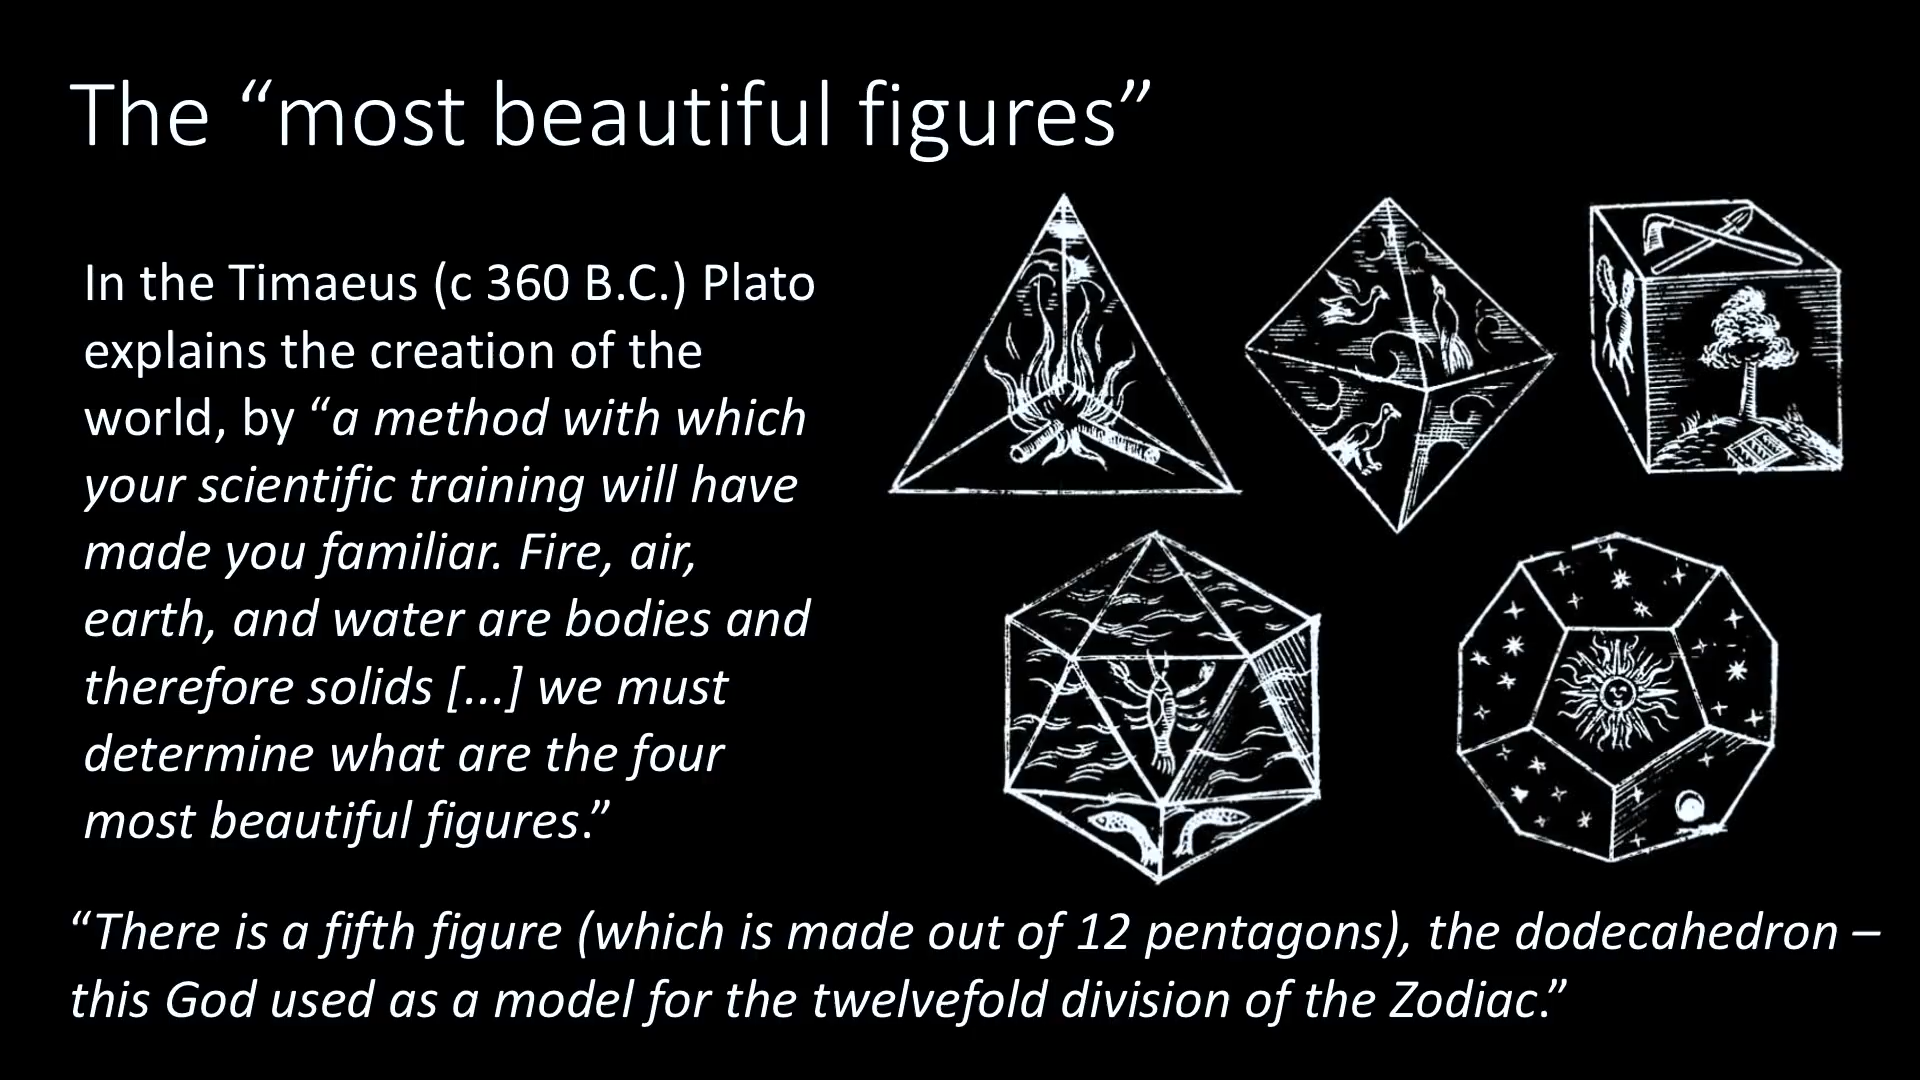 The “most beautiful figures”
In the Timaeus (c 360 B.C.) Plato
explains the creation of the
world, by “a method with which
your scientific training will have
made you familiar. Fire, air,
earth, and water are bodies and
therefore solids [...] we must
determine what are the four
most beautiful figures.”
“There is a fifth figure (which is made out of 12 pentagons), the dodecahedron –
this God used as a model for the twelvefold division of the Zodiac.”